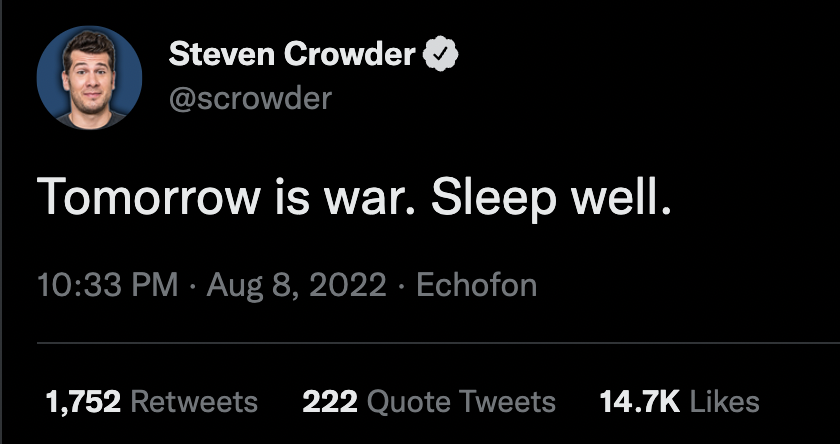 Steven Crowder
@scrowder
Tomorrow is war. Sleep well.
10:33 PM · Aug 8, 2022 · Echofon
1,752 Retweets 222 Quote Tweets 14.7K Likes